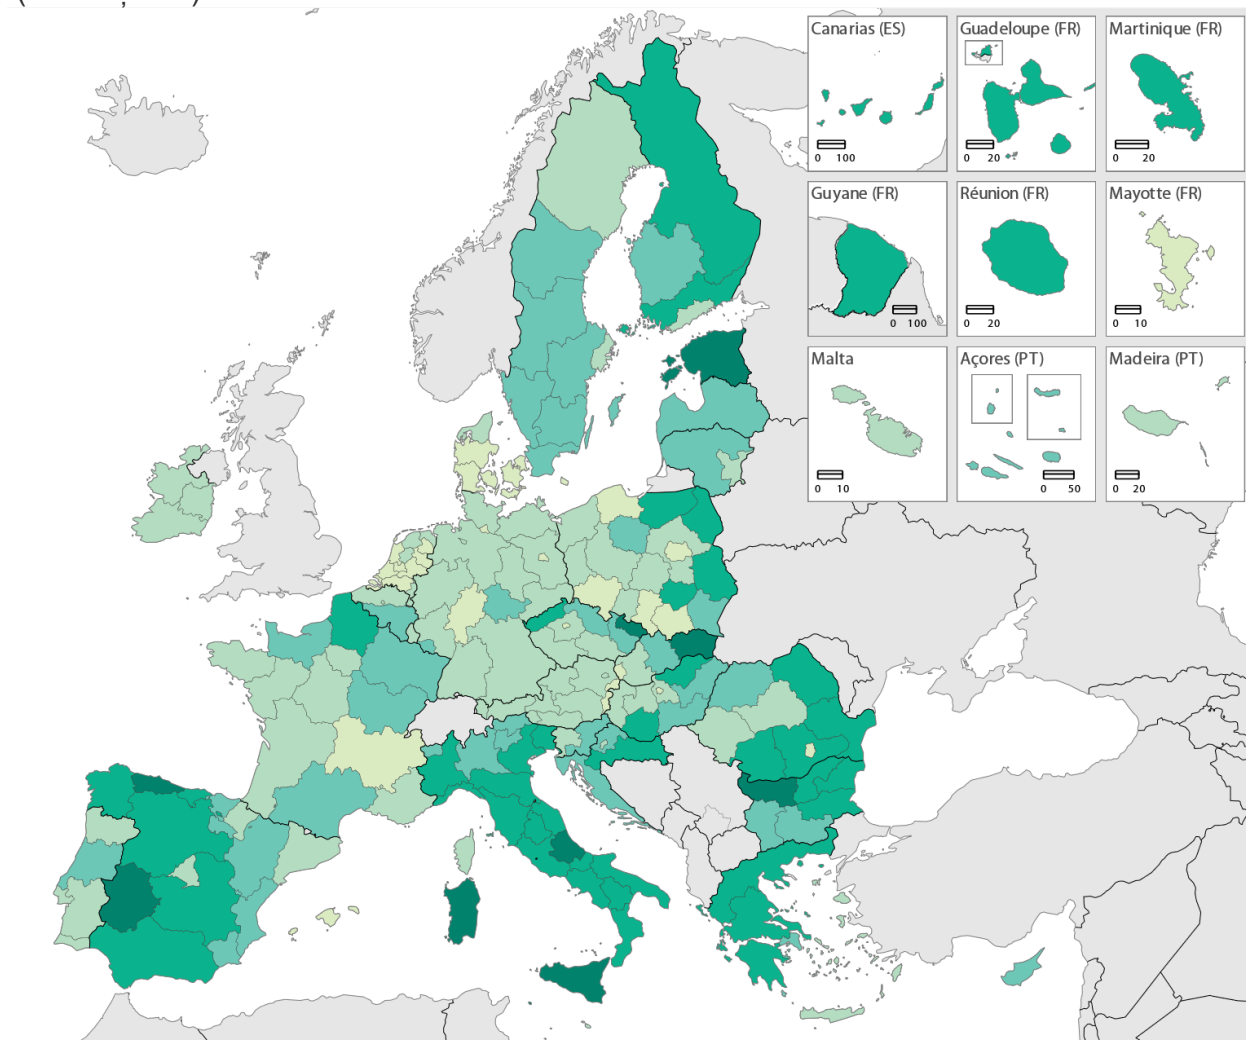 Canarias (ES)
0 100
Guadeloupe (FR)
0 20
Martinique (FR)
0 20
Guyane (FR)
0 100
Réunion (FR)
0 20
Mayotte (FR)
0 10
Malta
0 10
Açores (PT)
0 50
Madeira (PT)
0 20